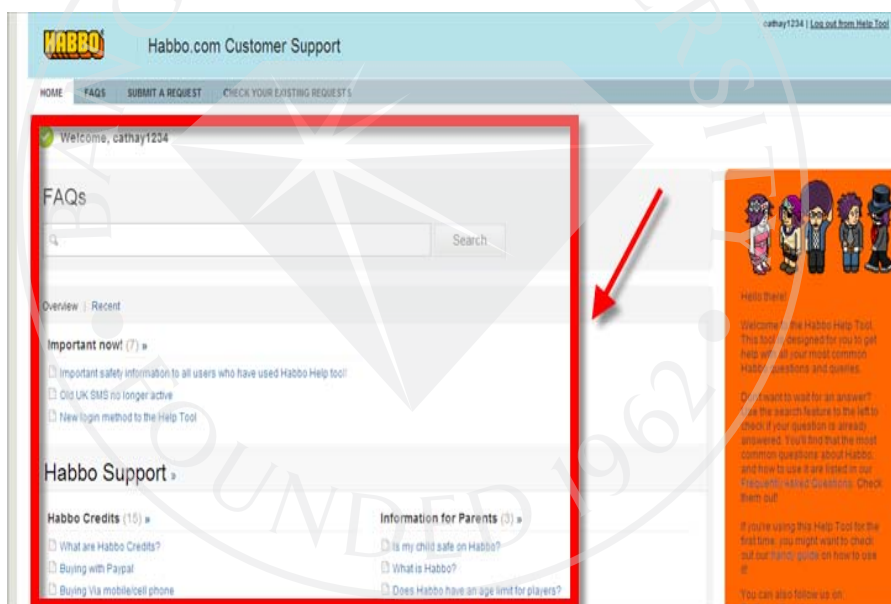 cathay1234 | Log out from Help Tool
HABBO
Habbo.com Customer Support
HOME FAQS SUBMIT A REQUEST CHECK YOUR EXISTING REQUESTS
Welcome, cathay1234
FAQs
Search
Overview | Recent
Important now! (7) »
Important safety information to all users who have used Habbo Help tool!
Old UK SMS no longer active
New login method to the Help Tool
Habbo Support »
Habbo Credits (15) »
What are Habbo Credits?
Buying with Paypal
Buying Via mobile/cell phone
Information for Parents (3) »
Is my child safe on Habbo?
What is Habbo?
Does Habbo have an age limit for players?
Hello there!
Welcome to the Habbo Help Tool.
This tool is designed for you to get
help with all your most common
Habbo questions and queries.
Don't want to wait for an answer?
Use the search feature to the left to
check if your question is already
answered. You'll find that the most
common questions about Habbo,
and how to use it are listed in our
Frequently Asked Questions. Check
them out!
If you're using this Help Tool for the
first time, you might want to check
out our handy guide on how to use
it!
You can also follow us on:
FOUNDED 1962